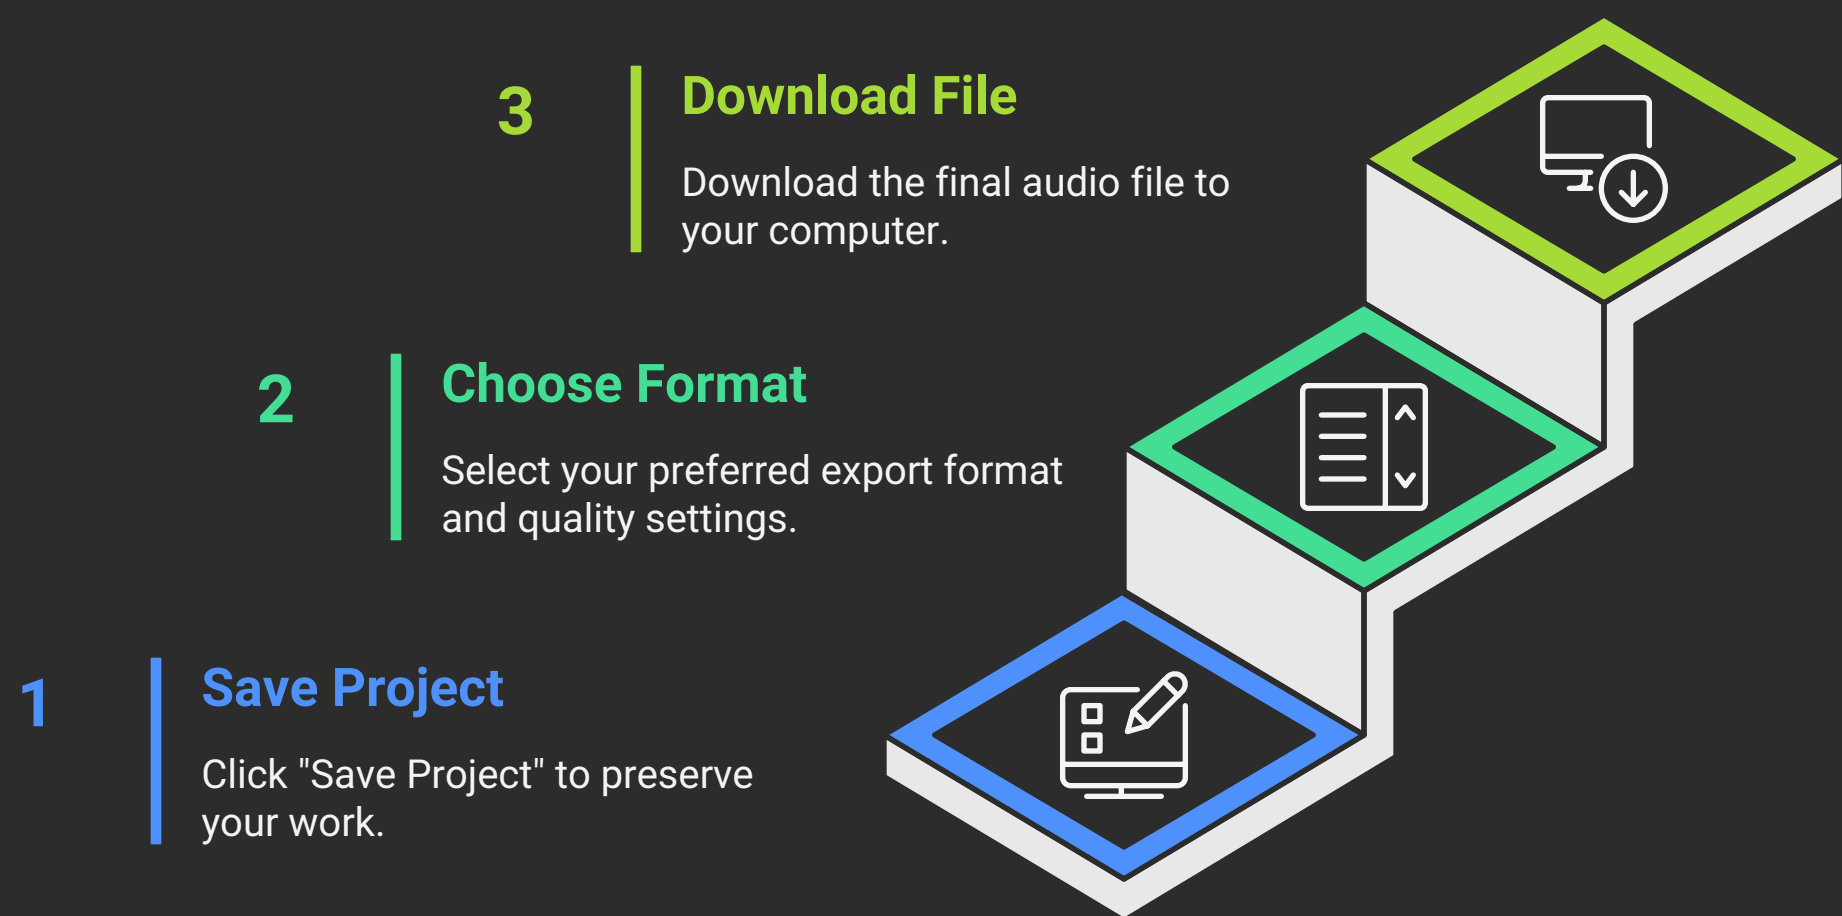 3
Download File
Download the final audio file to
your computer.
2
Choose Format
Select your preferred export format
and quality settings.
1
Save Project
Click "Save Project" to preserve
your work.